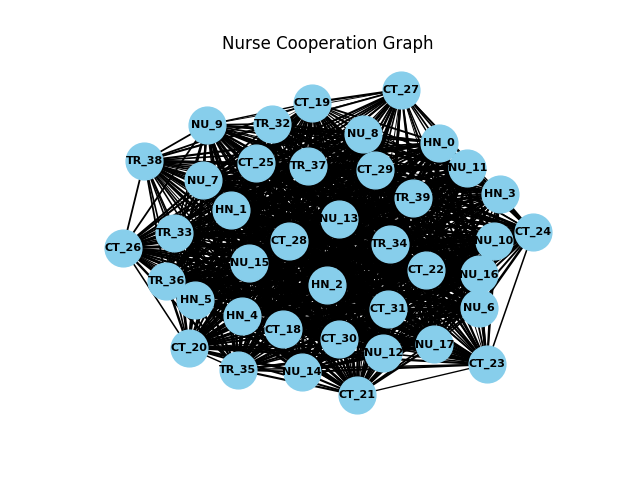 Nurse Cooperation Graph
CT_27
CT_19
NU_9
TR_32
NU_8
HN_0
TR_38
CT_25
TR_37
CT_29
NU_11
NU_7
HN_3
TR_39
HN_1
NU_13
TR_33
CT_24
CT_28
NU_10
TR_34
CT_26
NU_15
CT_22
NU_16
TR_36
HN_2
HN_5
NU_6
CT_31
HN_4
CT_18
CT_30
NU_17
CT_20
NU_12
CT_23
TR_35
NU_14
CT_21